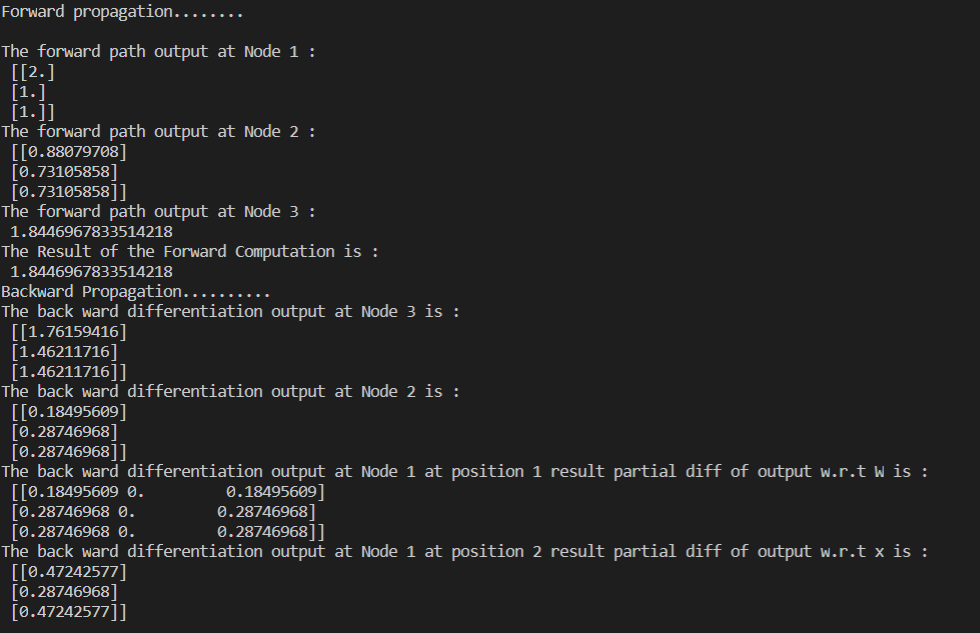 Forward propagation........
The forward path output at Node 1 :
[[2.]
[1.]
[1.]]
The forward path output at Node 2 :
[[0.88079708]
[0.73105858]
[0.73105858]]
The forward path output at Node 3 :
1.8446967833514218
The Result of the Forward Computation is :
1.8446967833514218
Backward Propagation..........
The back ward differentiation output at Node 3 is :
[[1.76159416]
[1.46211716]
[1.46211716]]
The back ward differentiation output at Node 2 is :
[[0.18495609]
[0.28746968]
[0.28746968]]
The back ward differentiation output at Node 1 at position 1 result partial diff of output w.r.t W is :
[[0.18495609 0.         0.18495609]
[0.28746968 0.         0.28746968]
[0.28746968 0.         0.28746968]]
The back ward differentiation output at Node 1 at position 2 result partial diff of output w.r.t x is :
[[0.47242577]
[0.28746968]
[0.47242577]]